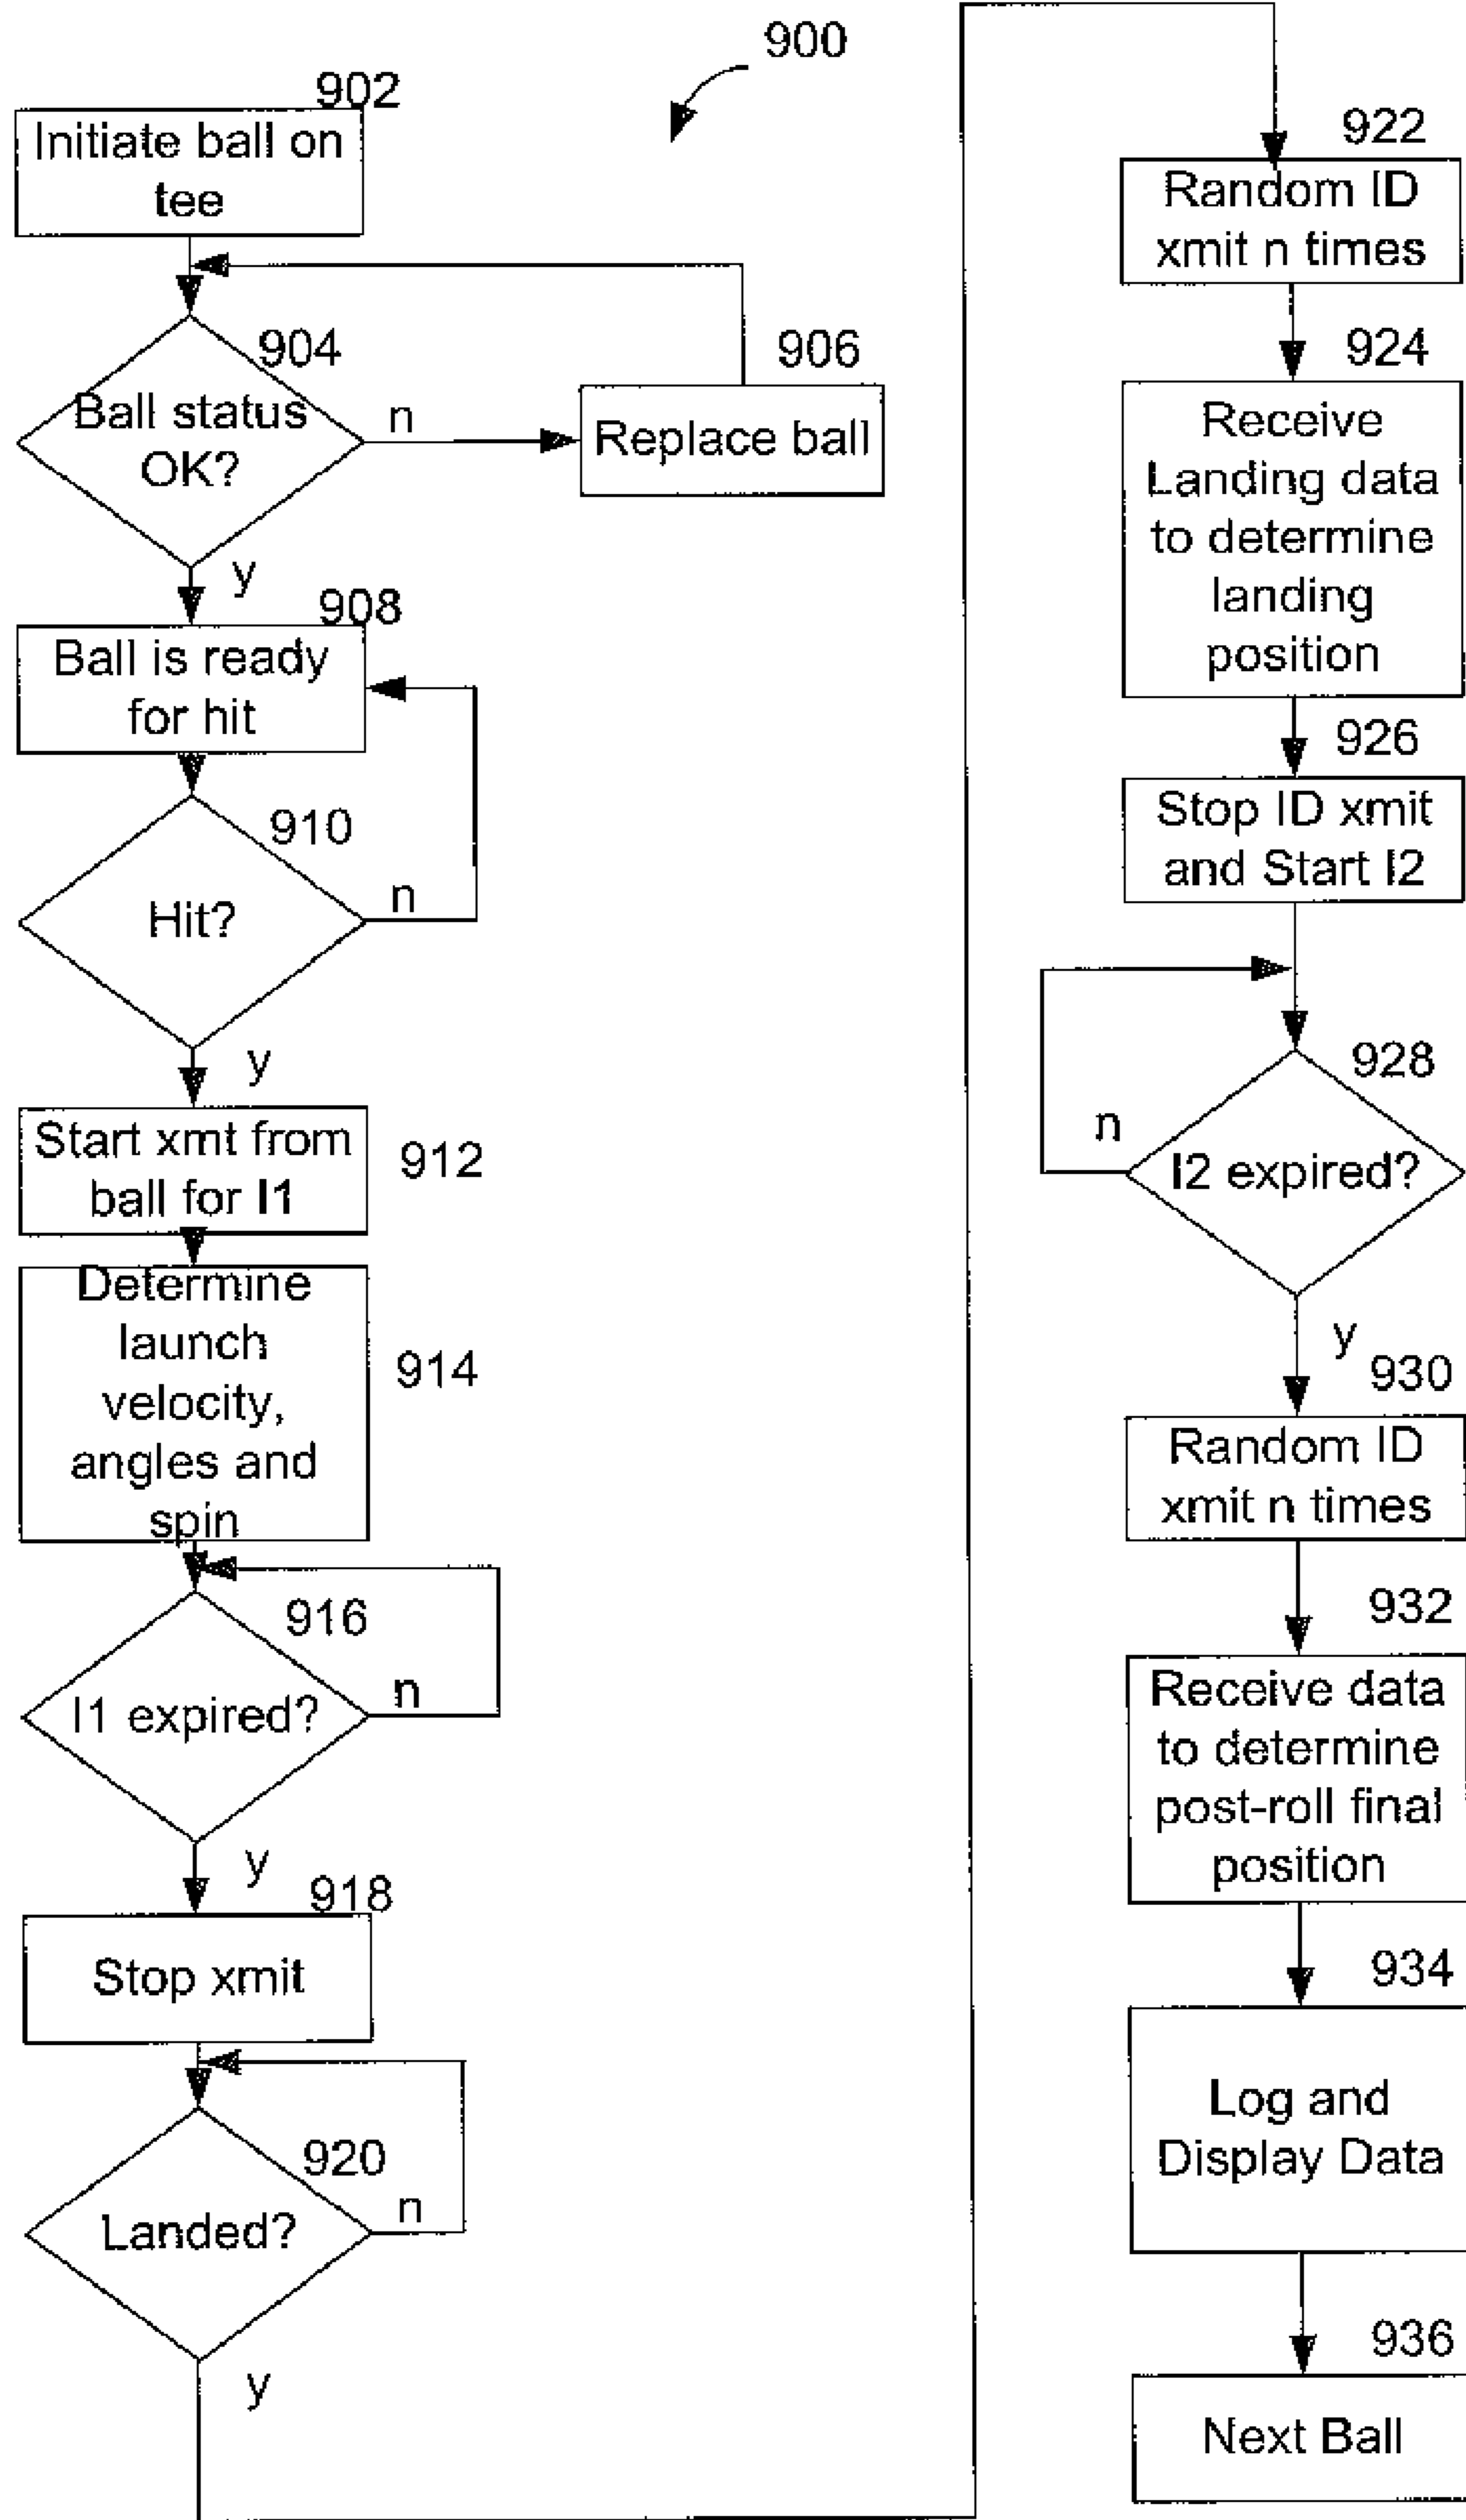 900
902
Initiate ball on
tee
904
Ball status
OK?
n
906
Replace ball
y
908
Ball is ready
for hit
910
Hit?
n
y
Start xmt from
ball for I1
912
Determine
launch
velocity,
angles and
spin
914
916
I1 expired?
n
y
918
Stop xmit
920
Landed?
n
y
922
Random ID
xmit n times
924
Receive
Landing data
to determine
landing
position
926
Stop ID xmit
and Start I2
928
n
I2 expired?
y
930
Random ID
xmit n times
932
Receive data
to determine
post-roll final
position
934
Log and
Display Data
936
Next Ball